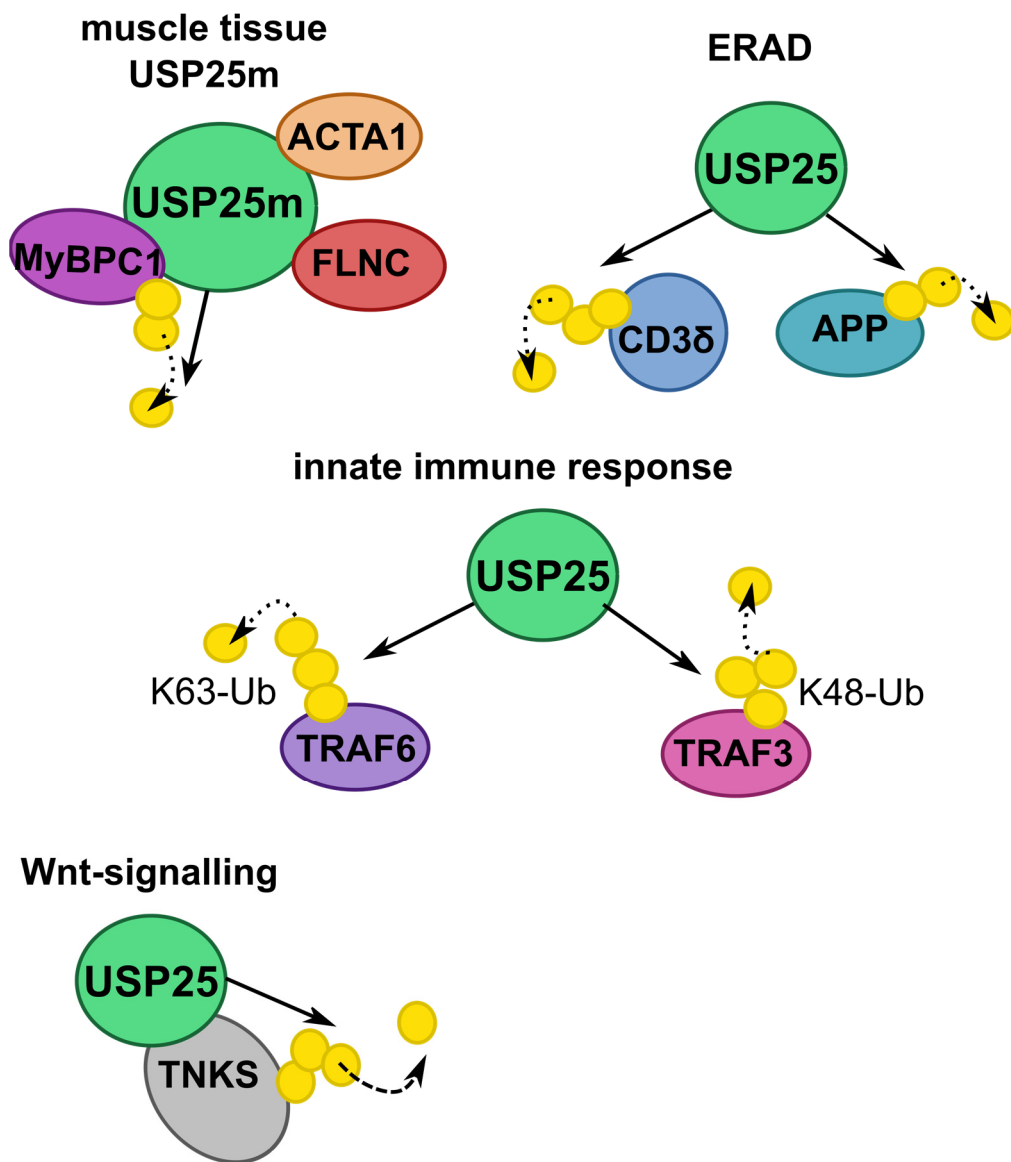 muscle tissue
USP25m
ACTA1
USP25m
MyBPC1
FLNC
ERAD
USP25
CD3δ
APP
innate immune response
USP25
K63-Ub
K48-Ub
TRAF6
TRAF3
Wnt-signalling
USP25
TNKS